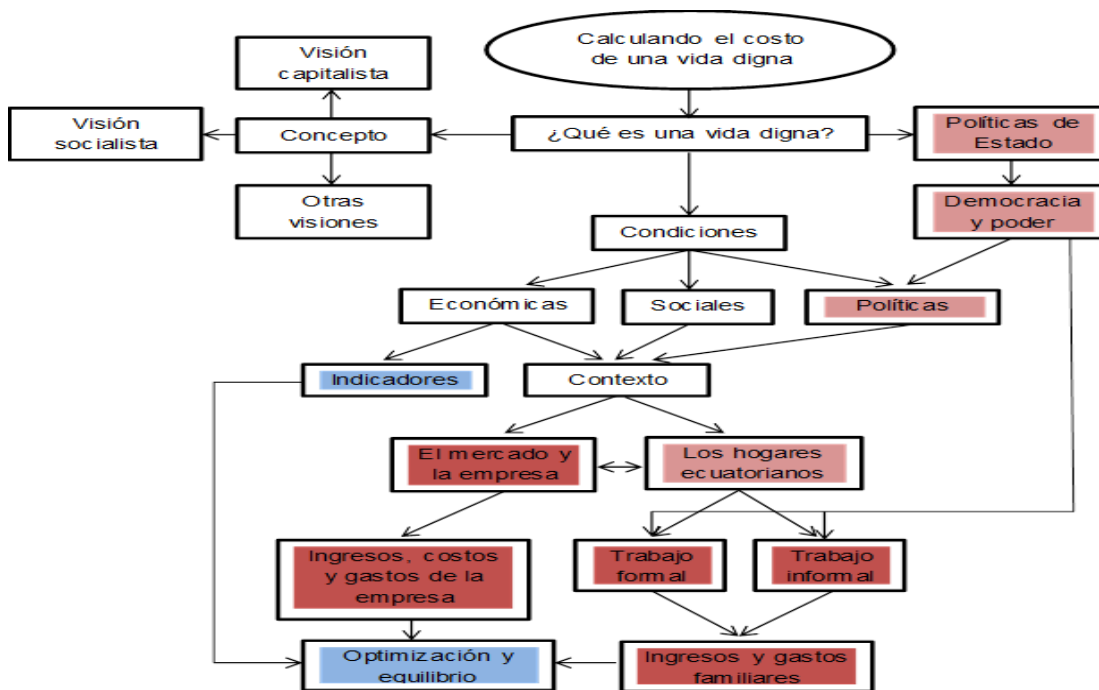 Calculando el costo
de una vida digna
Visión
capitalista
Visión
socialista
Concepto
¿Qué es una vida digna?
Políticas de
Estado
Otras
visiones
Democracia
y poder
Condiciones
Económicas
Sociales
Políticas
Indicadores
Contexto
El mercado y
la empresa
Los hogares
ecuatorianos
Ingresos, costos
y gastos de la
empresa
Trabajo
formal
Trabajo
informal
Optimización y
equilibrio
Ingresos y gastos
familiares